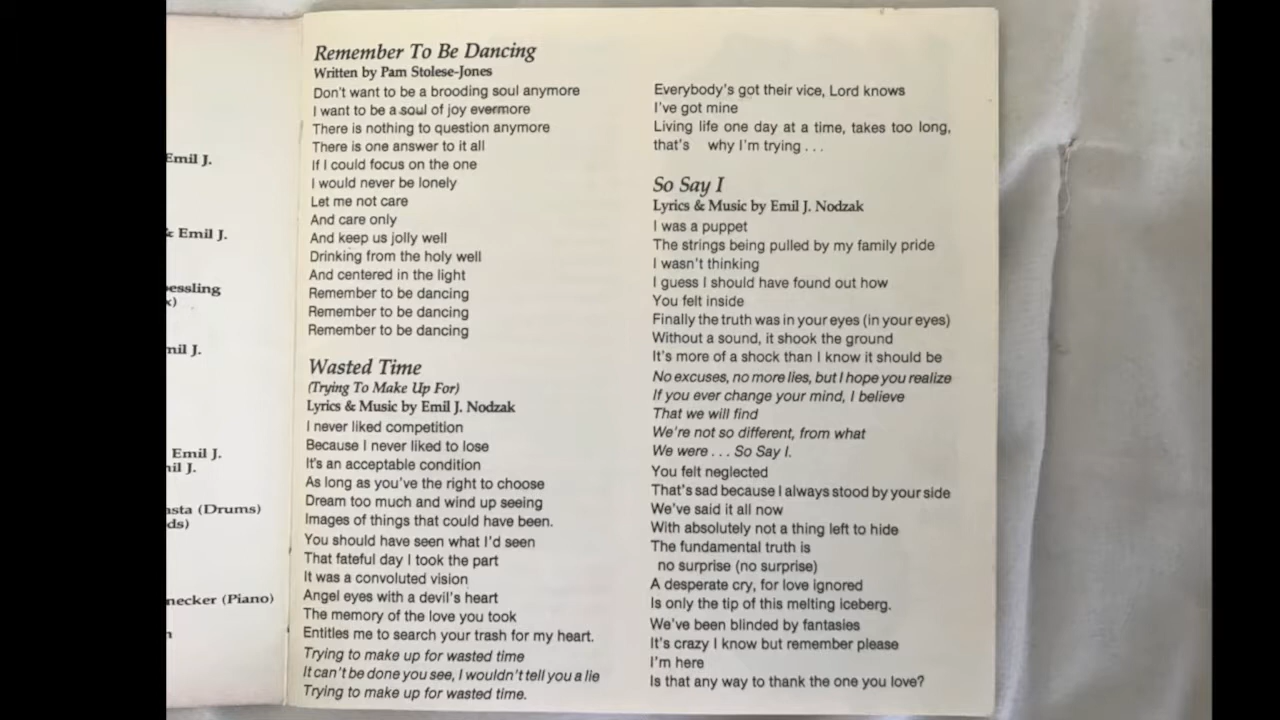 Emil J.
& Emil J.
essling
x)
mil J.
Emil J.
nil J.
asta (Drums)
ds)
necker (Piano)
n
Remember To Be Dancing
Written by Pam Stolese-Jones
Don't want to be a brooding soul anymore
I want to be a soul of joy evermore
There is nothing to question anymore
There is one answer to it all
If I could focus on the one
I would never be lonely
Let me not care
And care only
And keep us jolly well
Drinking from the holy well
And centered in the light
Remember to be dancing
Remember to be dancing
Remember to be dancing
Wasted Time
(Trying To Make Up For)
Lyrics & Music by Emil J. Nodzak
I never liked competition
Because I never liked to lose
It's an acceptable condition
As long as you've the right to choose
Dream too much and wind up seeing
Images of things that could have been.
You should have seen what I'd seen
That fateful day I took the part
It was a convoluted vision
Angel eyes with a devil's heart
The memory of the love you took
Entitles me to search your trash for my heart.
Trying to make up for wasted time
It can't be done you see, I wouldn't tell you a lie
Trying to make up for wasted time.
Everybody's got their vice, Lord knows
I've got mine
Living life one day at a time, takes too long,
that's why I'm trying . . .
So Say I
Lyrics & Music by Emil J. Nodzak
I was a puppet
The strings being pulled by my family pride
I wasn't thinking
I guess I should have found out how
You felt inside
Finally the truth was in your eyes (in your eyes)
Without a sound, it shook the ground
It's more of a shock than I know it should be
No excuses, no more lies, but I hope you realize
If you ever change your mind, I believe
That we will find
We're not so different, from what
We were . . . So Say I.
You felt neglected
That's sad because I always stood by your side
We've said it all now
With absolutely not a thing left to hide
The fundamental truth is
no surprise (no surprise)
A desperate cry, for love ignored
Is only the tip of this melting iceberg.
We've been blinded by fantasies
It's crazy I know but remember please
I'm here
Is that any way to thank the one you love?